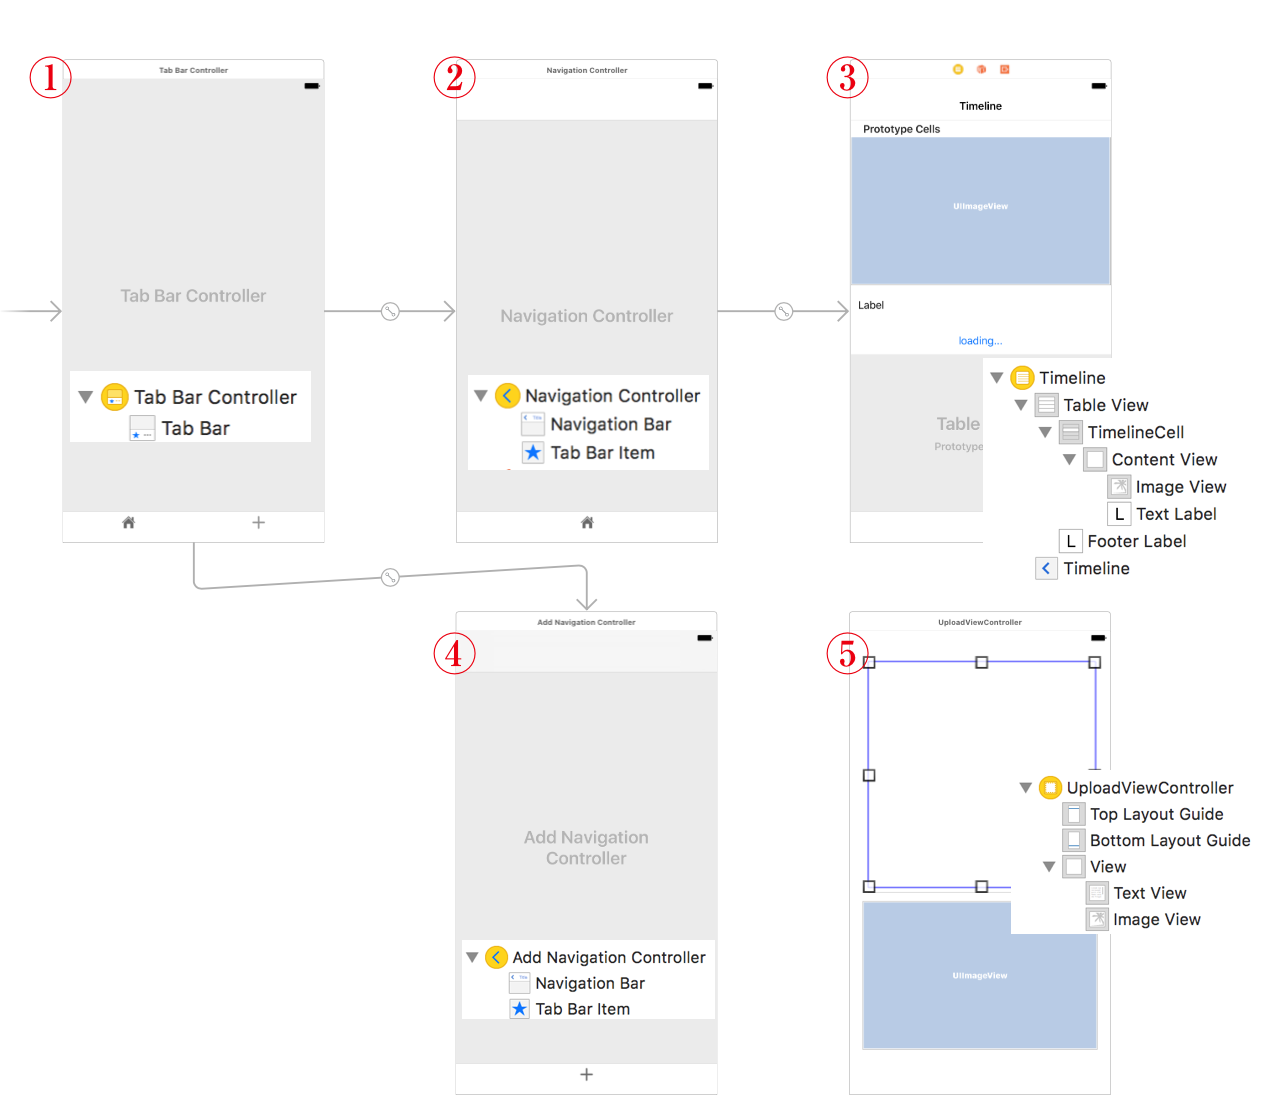 ①
Tab Bar Controller
Tab Bar Controller
Tab Bar Controller
Tab Bar
②
Navigation Controller
Navigation Controller
Navigation Controller
Navigation Bar
Tab Bar Item
③
Timeline
Prototype Cells
UIImageView
Label
loading...
Table
Prototype
Timeline
Table View
TimelineCell
Content View
Image View
L Text Label
L Footer Label
Timeline
④
Add Navigation Controller
Add Navigation
Controller
Add Navigation Controller
Navigation Bar
Tab Bar Item
⑤
UploadViewController
UploadViewController
Top Layout Guide
Bottom Layout Guide
View
Text View
Image View
UIImageView